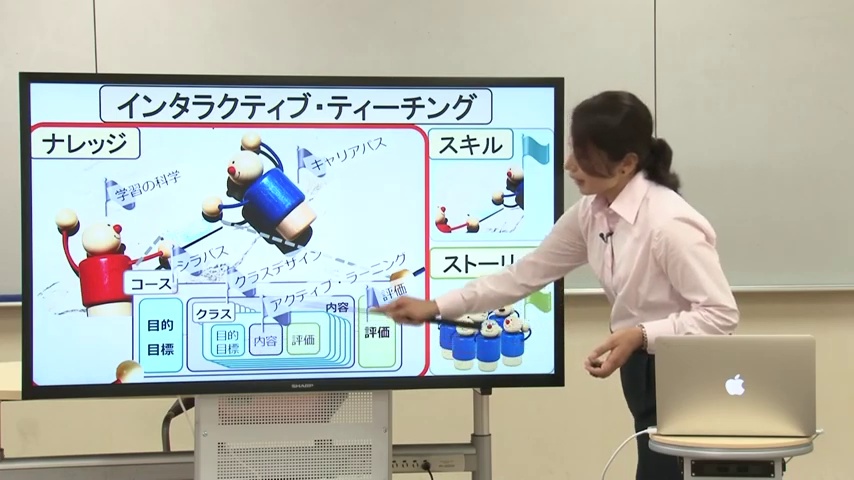 インタラクティブ・ティーチング
ナレッジ
スキル
キャリアパス
学習の科学
シラバス
クラスデザイン
ストーリ
アクティブ・ラーニング
コース
評価
目的
目標
クラス
内容
目的
目標
内容
評価
評価
SHARP